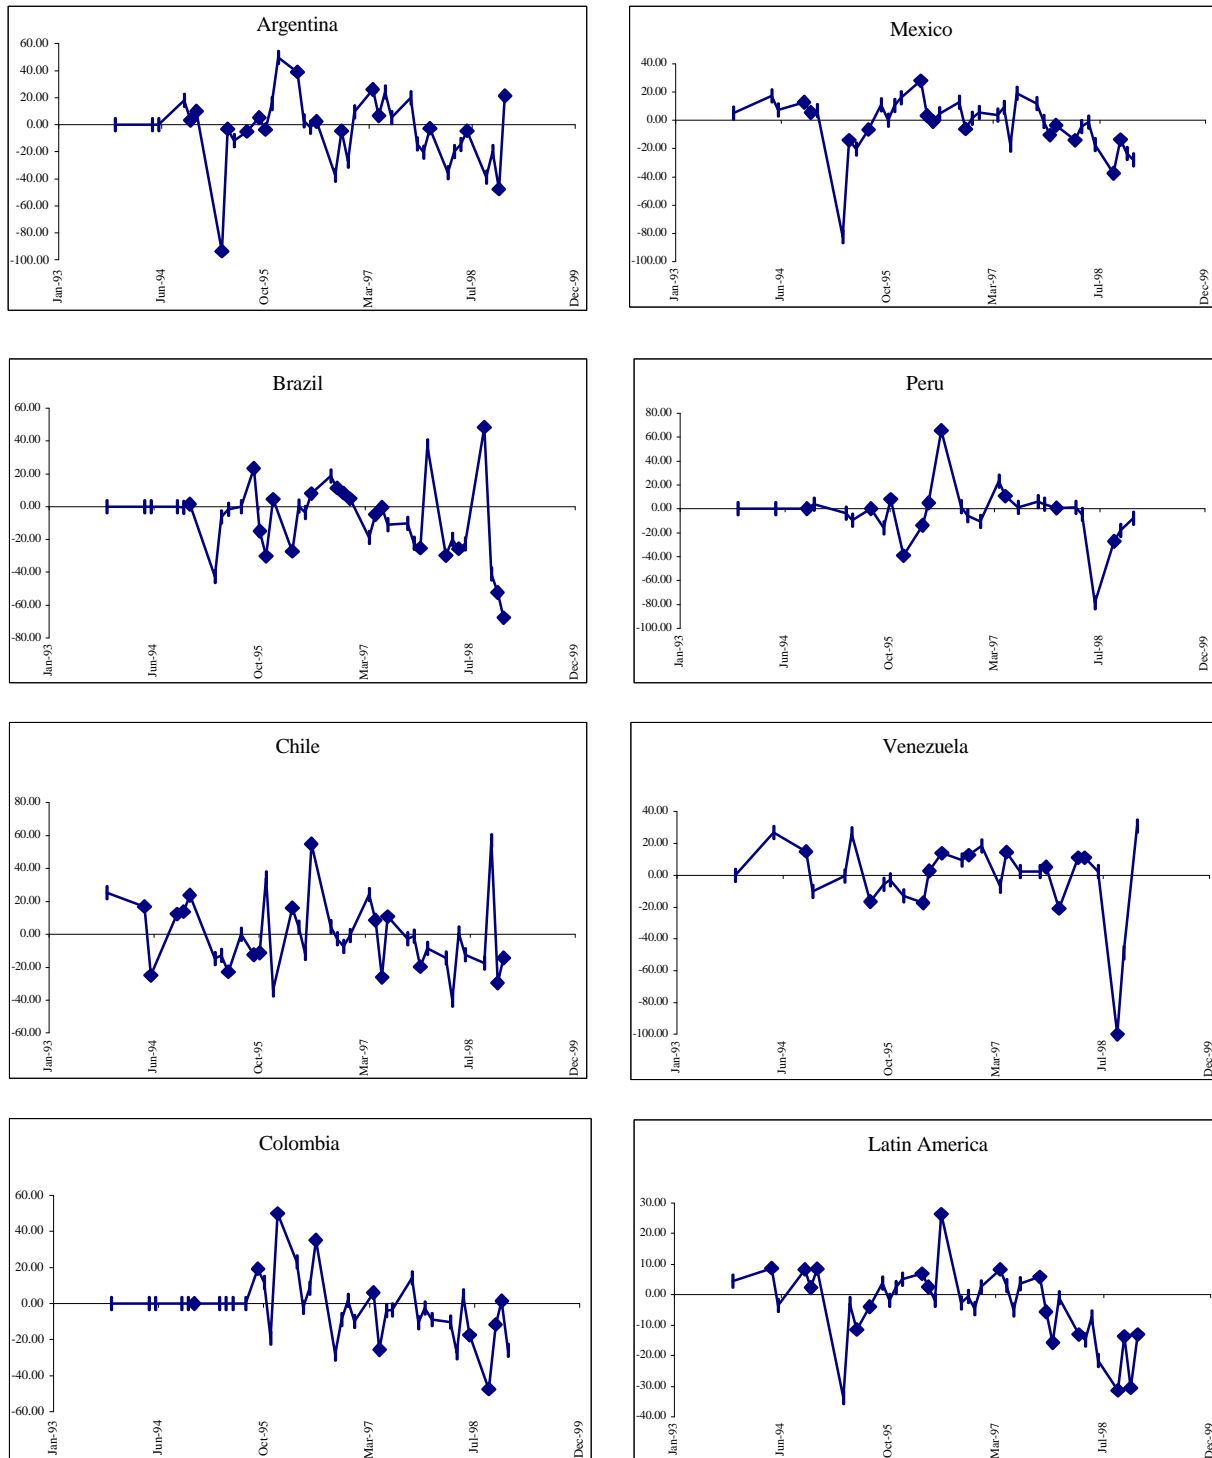 Argentina
60.00
40.00
20.00
0.00
-20.00
-40.00
-60.00
-80.00
-100.00
Jan-93
Jun-94
Oct-95
Mar-97
Jul-98
Dec-99
Mexico
40.00
20.00
0.00
-20.00
-40.00
-60.00
-80.00
-100.00
Jan-93
Jun-94
Oct-95
Mar-97
Jul-98
Dec-99
Brazil
60.00
40.00
20.00
0.00
-20.00
-40.00
-60.00
-80.00
Jan-93
Jun-94
Oct-95
Mar-97
Jul-98
Dec-99
Peru
80.00
60.00
40.00
20.00
0.00
-20.00
-40.00
-60.00
-80.00
-100.00
Jan-93
Jun-94
Oct-95
Mar-97
Jul-98
Dec-99
Chile
80.00
60.00
40.00
20.00
0.00
-20.00
-40.00
-60.00
Jan-93
Jun-94
Oct-95
Mar-97
Jul-98
Dec-99
Venezuela
40.00
20.00
0.00
-20.00
-40.00
-60.00
-80.00
-100.00
Jan-93
Jun-94
Oct-95
Mar-97
Jul-98
Dec-99
Colombia
60.00
40.00
20.00
0.00
-20.00
-40.00
-60.00
Jan-93
Jun-94
Oct-95
Mar-97
Jul-98
Dec-99
Latin America
30.00
20.00
10.00
0.00
-10.00
-20.00
-30.00
-40.00
Jan-93
Jun-94
Oct-95
Mar-97
Jul-98
Dec-99